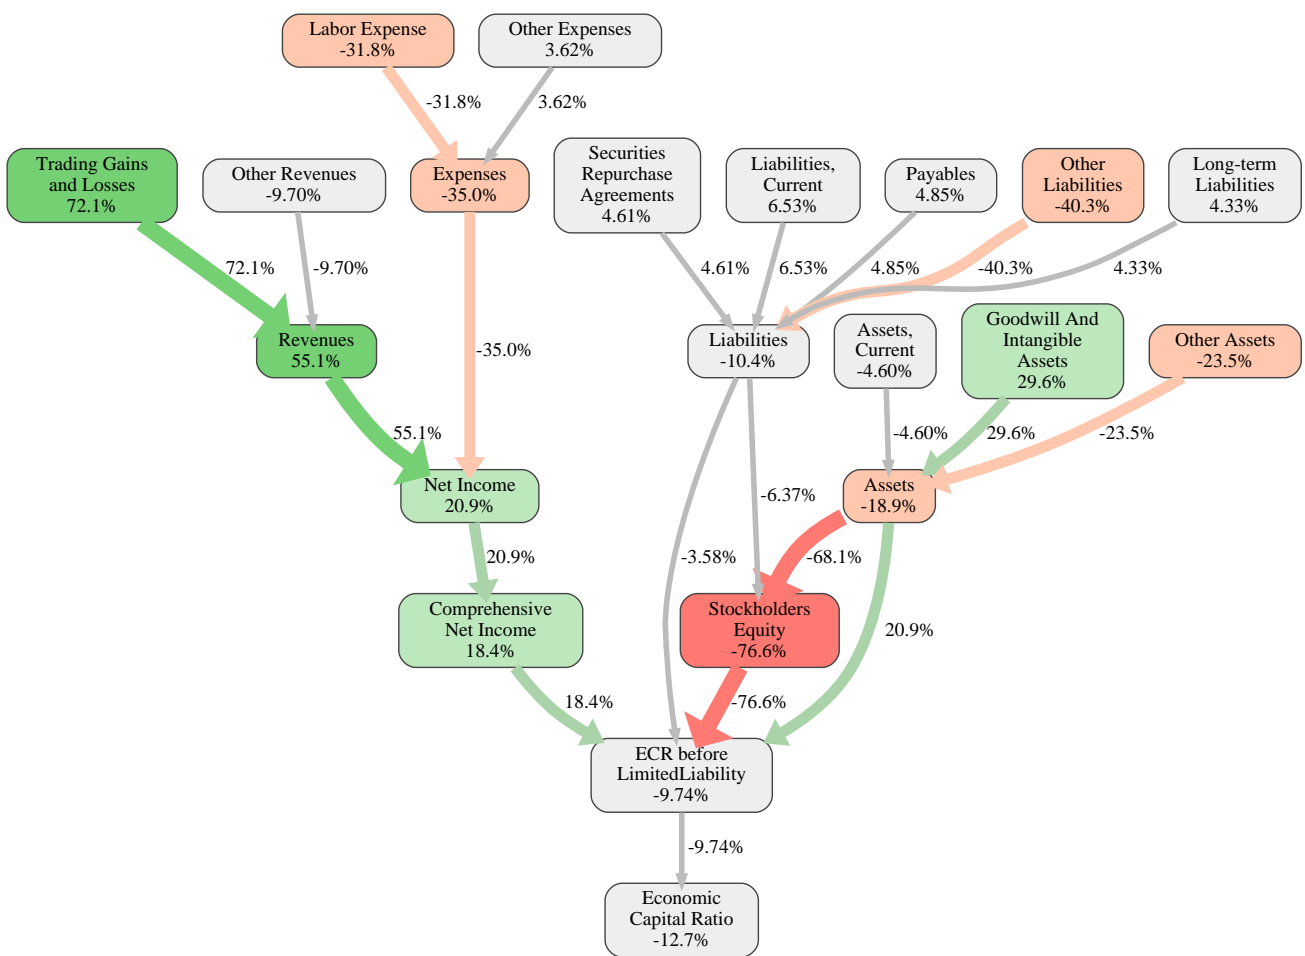 Labor Expense
-31.8%
Other Expenses
3.62%
-31.8%
3.62%
Trading Gains
and Losses
72.1%
Other Revenues
-9.70%
Expenses
-35.0%
Securities
Repurchase
Agreements
4.61%
Liabilities,
Current
6.53%
Payables
4.85%
Other
Liabilities
-40.3%
Long-term
Liabilities
4.33%
72.1%
-9.70%
4.61%
6.53%
4.85%
-40.3%
4.33%
Revenues
55.1%
-35.0%
Liabilities
-10.4%
Assets,
Current
-4.60%
Goodwill And
Intangible
Assets
29.6%
Other Assets
-23.5%
55.1%
-4.60%
29.6%
-23.5%
Net Income
20.9%
-6.37%
Assets
-18.9%
20.9%
-3.58%
-68.1%
Comprehensive
Net Income
18.4%
Stockholders
Equity
-76.6%
20.9%
18.4%
-76.6%
ECR before
LimitedLiability
-9.74%
-9.74%
Economic
Capital Ratio
-12.7%